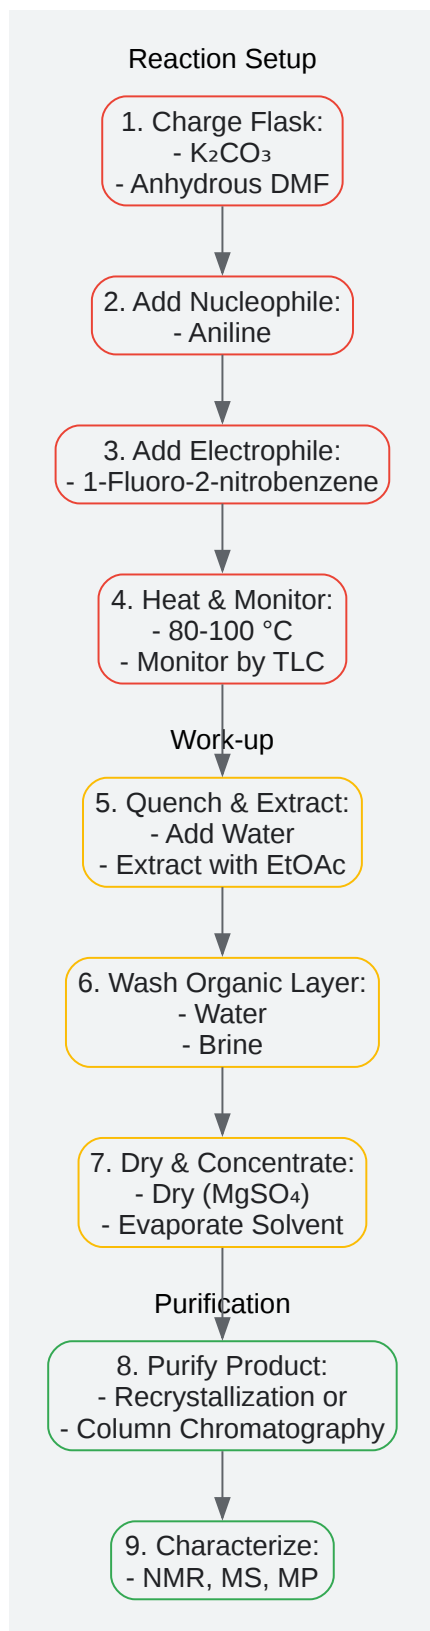 Reaction Setup
1. Charge Flask:
- K₂CO₃
- Anhydrous DMF
2. Add Nucleophile:
- Aniline
3. Add Electrophile:
- 1-Fluoro-2-nitrobenzene
4. Heat & Monitor:
- 80-100 °C
- Monitor by TLC
Work-up
5. Quench & Extract:
- Add Water
- Extract with EtOAc
6. Wash Organic Layer:
- Water
- Brine
7. Dry & Concentrate:
- Dry (MgSO₄)
- Evaporate Solvent
Purification
8. Purify Product:
- Recrystallization or
- Column Chromatography
9. Characterize:
- NMR, MS, MP